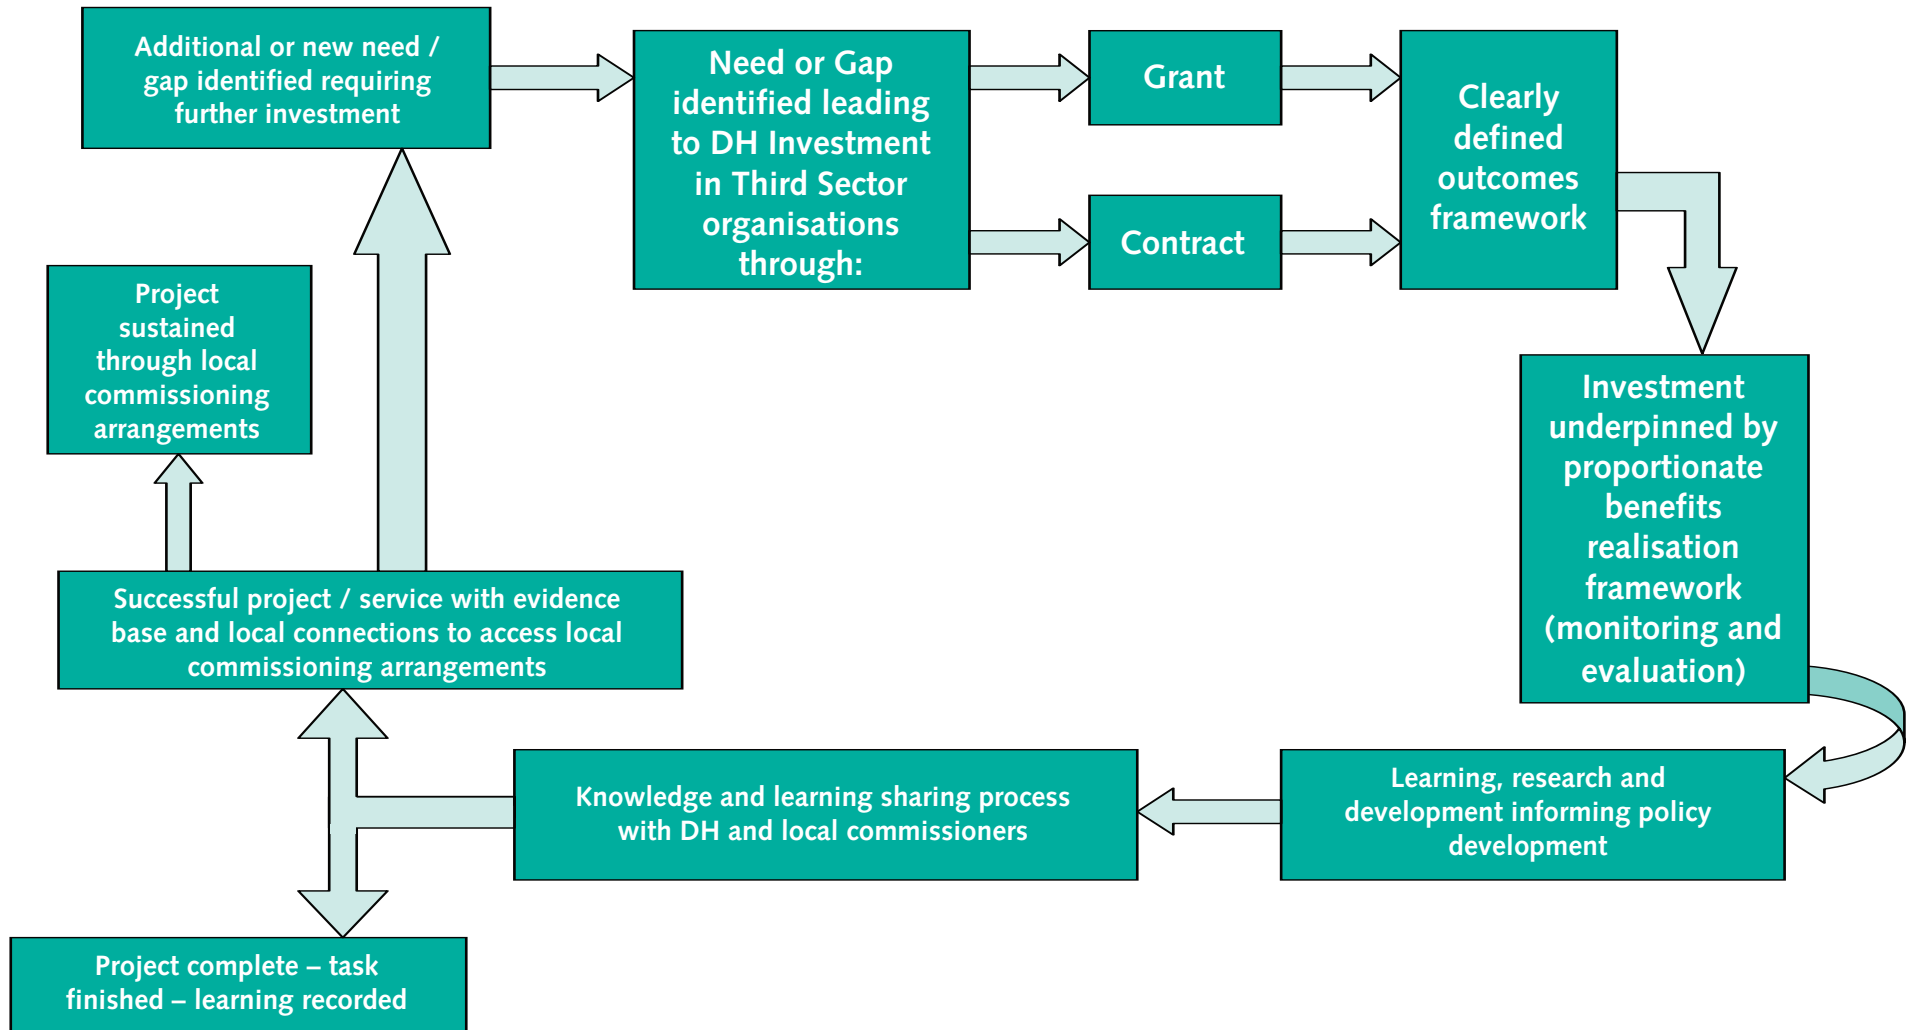 Additional or new need /
gap identified requiring
further investment
Need or Gap
identified leading
to DH Investment
in Third Sector
organisations
through:
Grant
Contract
Clearly
defined
outcomes
framework
Investment
underpinned by
proportionate
benefits
realisation
framework
(monitoring and
evaluation)
Learning, research and
development informing policy
development
Knowledge and learning sharing process
with DH and local commissioners
Successful project / service with evidence
base and local connections to access local
commissioning arrangements
Project
sustained
through local
commissioning
arrangements
Project complete – task
finished – learning recorded